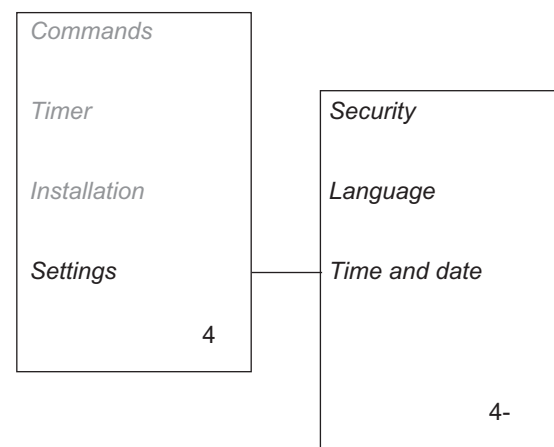 Commands
Timer
Installation
Settings
4
Security
Language
Time and date
4-